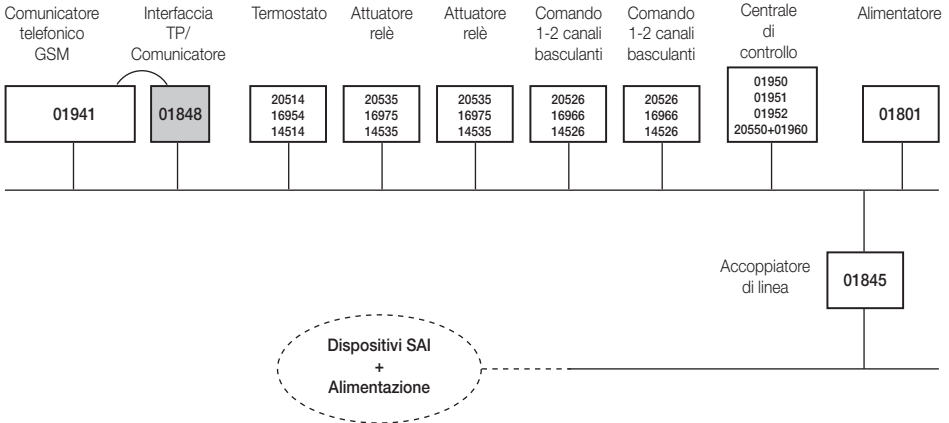 Comunicatore
telefonico
GSM
Interfaccia
TP/
Comunicatore
Termostato
Attuatore
relè
Attuatore
relè
Comando
1-2 canali
basculanti
Comando
1-2 canali
basculanti
Centrale
di
controllo
Alimentatore
01941
01848
20514
16954
14514
20535
16975
14535
20535
16975
14535
20526
16966
14526
20526
16966
14526
01950
01951
01952
20550+01960
01801
Accoppiatore
di linea
01845
Dispositivi SAI
+
Alimentazione